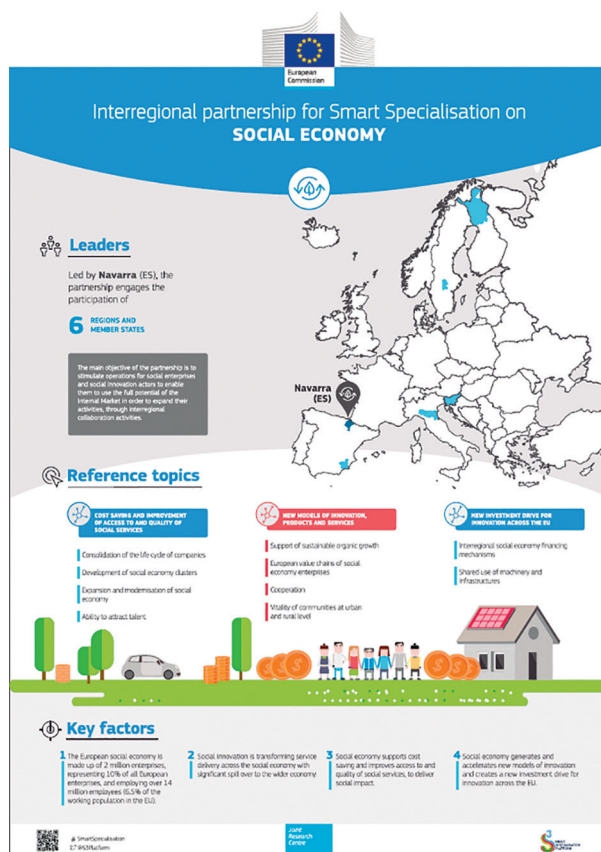 European
Commission
Interregional partnership for Smart Specialisation on
SOCIAL ECONOMY
Leaders
Led by Navarra (ES), the
partnership engages the
participation of
6 REGIONS AND
MEMBER STATES
The main objective of the partnership is to
stimulate operations for social enterprises
and social innovation actors to enable
them to use the full potential of the
Internal Market in order to expand their
activities, through interregional
collaboration activities.
Navarra
(ES)
Reference topics
COST SAVING AND IMPROVEMENT
OF ACCESS TO AND QUALITY OF
SOCIAL SERVICES
Consolidation of the life-cycle of companies
Development of social economy clusters
Expansion and modernisation of social
economy
Ability to attract talent
NEW MODELS OF INNOVATION,
PRODUCTS AND SERVICES
Support of sustainable organic growth
European value chains of social
economy enterprises
Cooperation
Vitality of communities at urban
and rural level
NEW INVESTMENT DRIVE FOR
INNOVATION ACROSS THE EU
Interregional social economy financing
mechanisms
Shared use of machinery and
infrastructures
Key factors
1 The European social economy is
made up of 2 million enterprises,
representing 10% of all European
enterprises, and employing over 14
million employees (6.5% of the
working population in the EU).
2 Social Innovation is transforming service
delivery across the social economy with
significant spill over to the wider economy
3 Social economy supports cost
saving and improves access to and
quality of social services, to deliver
social impact.
4 Social economy generates and
accelerates new models of innovation
and creates a new investment drive for
innovation across the EU.
# SmartSpecialisation
@S3Platform
Joint
Research
Centre
S3
SMART
SPECIALISATION
PLATFORM